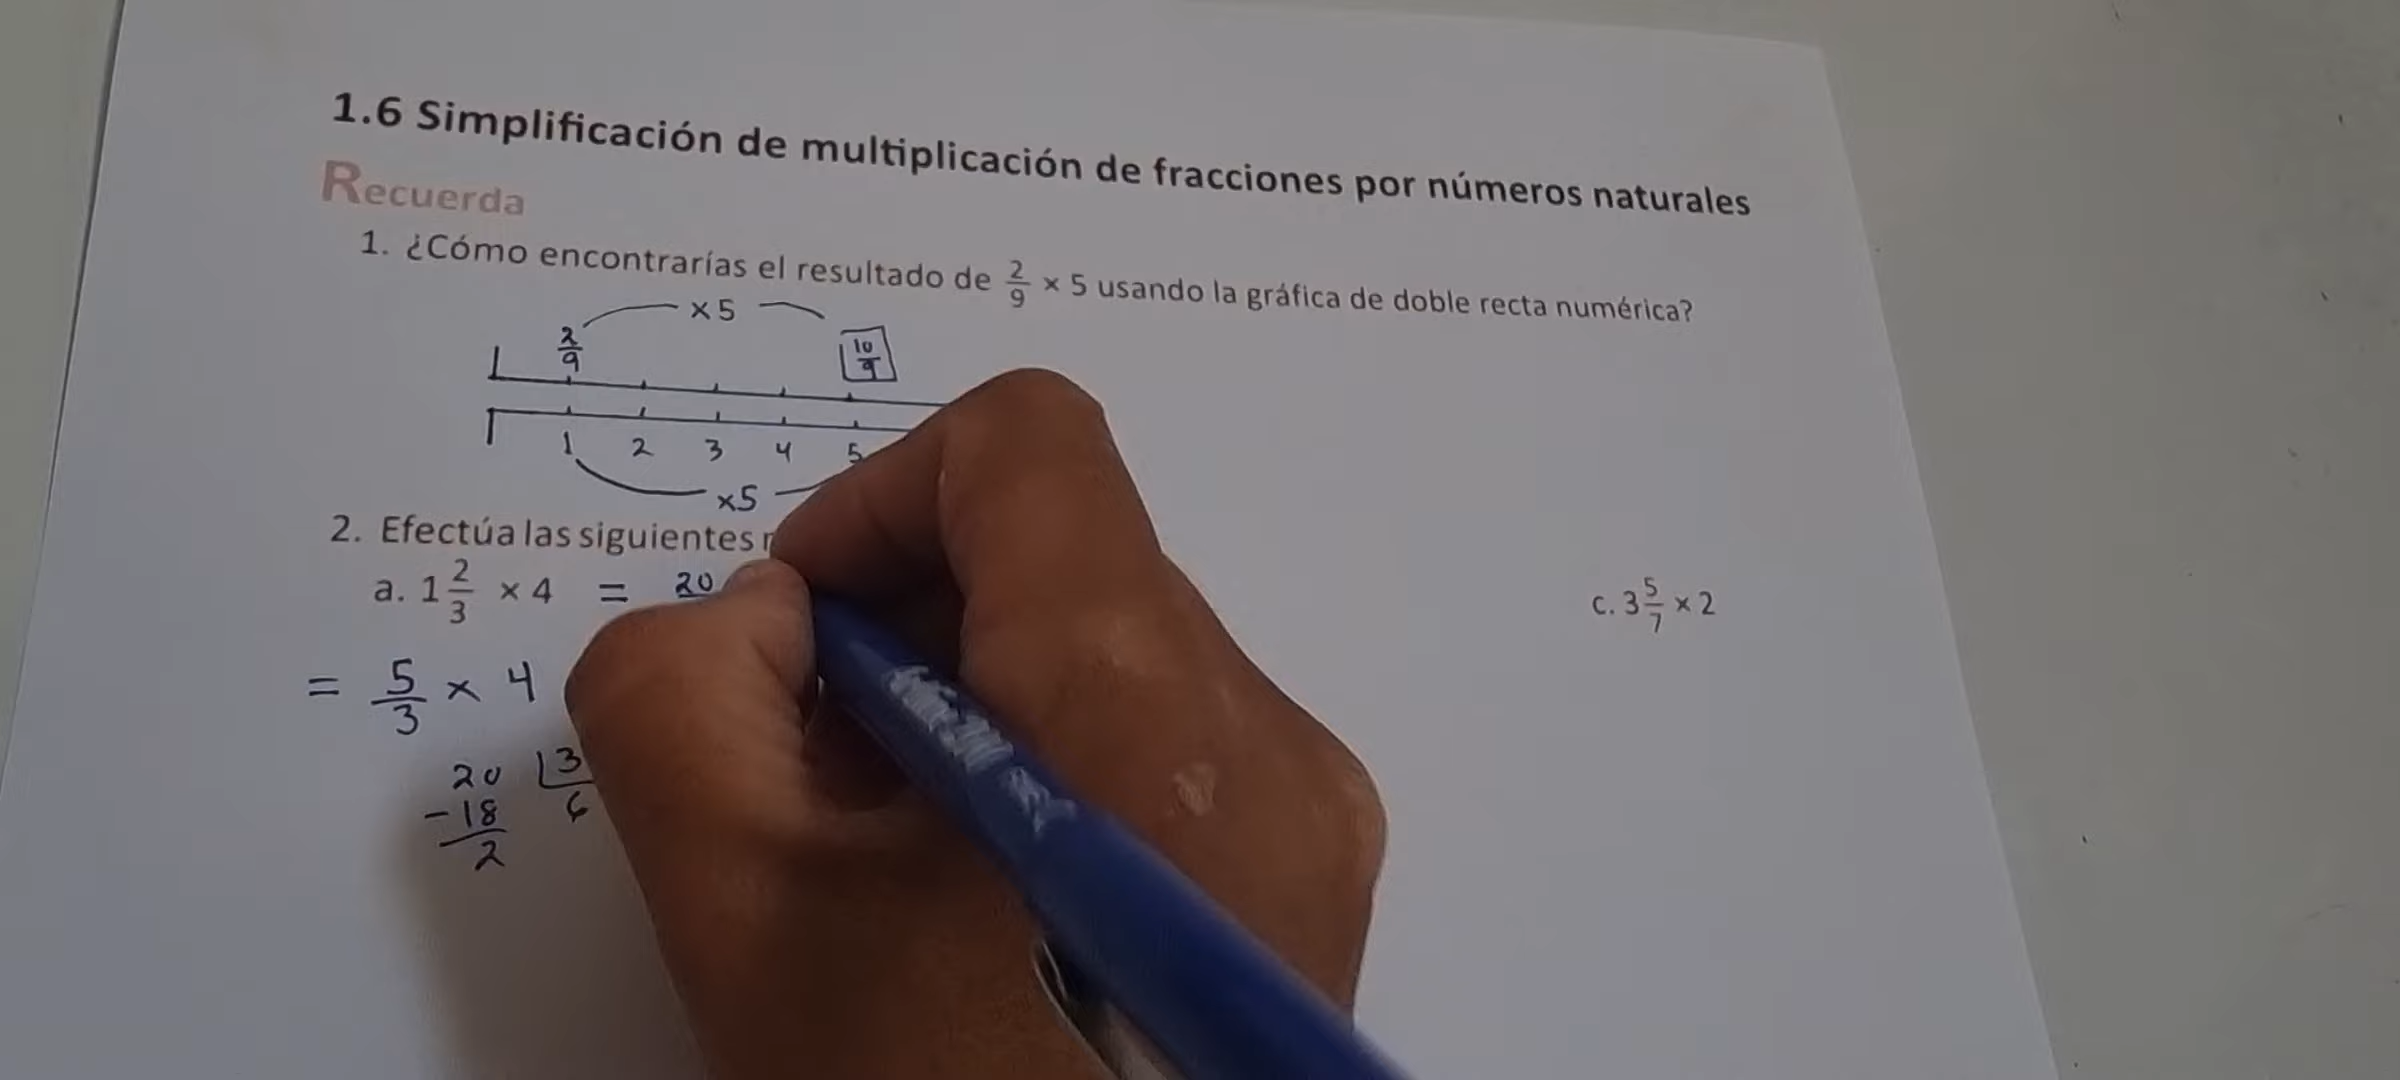 1.6 Simplificación de multiplicación de fracciones por números naturales
Recuerda
1. ¿Cómo encontrarías el resultado de 2/9 × 5 usando la gráfica de doble recta numérica?
×5
2/9 10/9
1 2 3 4 5
×5
2. Efectúa las siguientes
a. 1 2/3 × 4 = 20 c. 3 5/7 × 2
= 5/3 × 4
20 3
-18 6
2